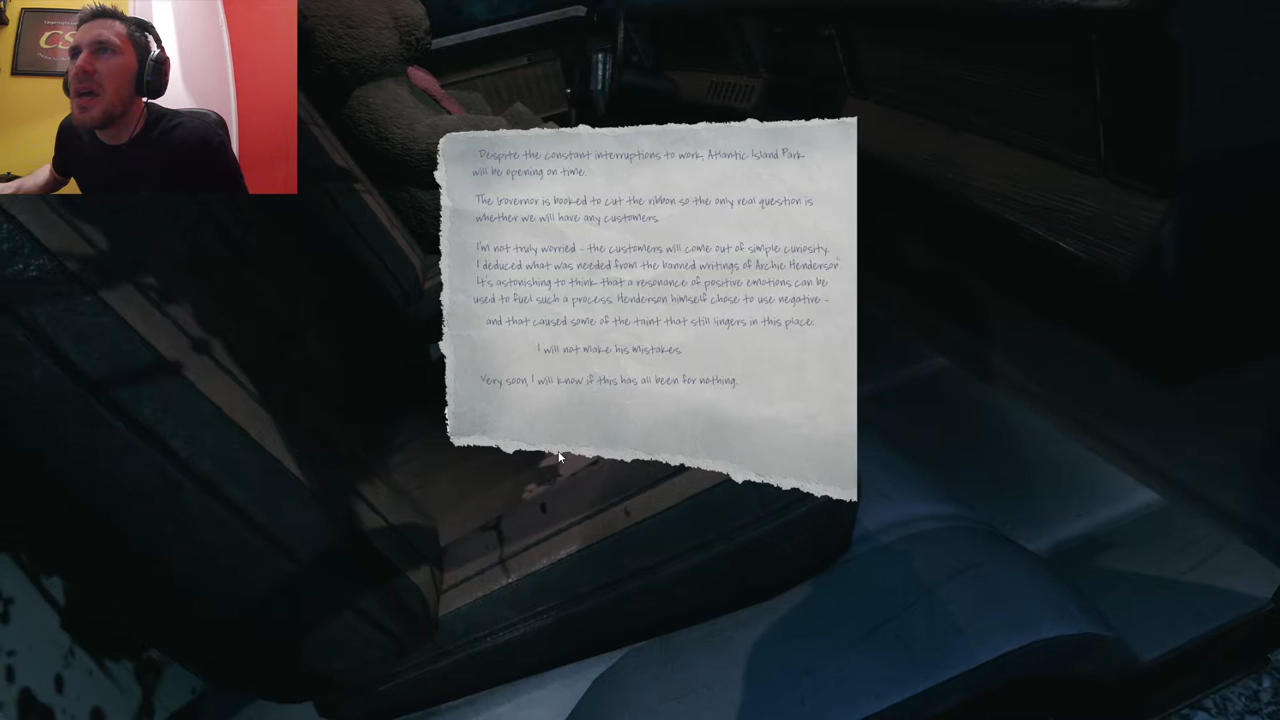 CS
Despite the constant interruptions to work, Atlantic Island Park
will be opening on time.
The Governor is booked to cut the ribbon so the only real question is
whether we will have any customers.
I'm not truly worried - the customers will come out of simple curiosity.
I deduced what was needed from the banned writings of Archie Henderson.
It's astonishing to think that a resonance of positive emotions can be
used to fuel such a process. Henderson himself chose to use negative -
and that caused some of the taint that still lingers in this place.
I will not make his mistakes.
Very soon, I will know if this has all been for nothing.